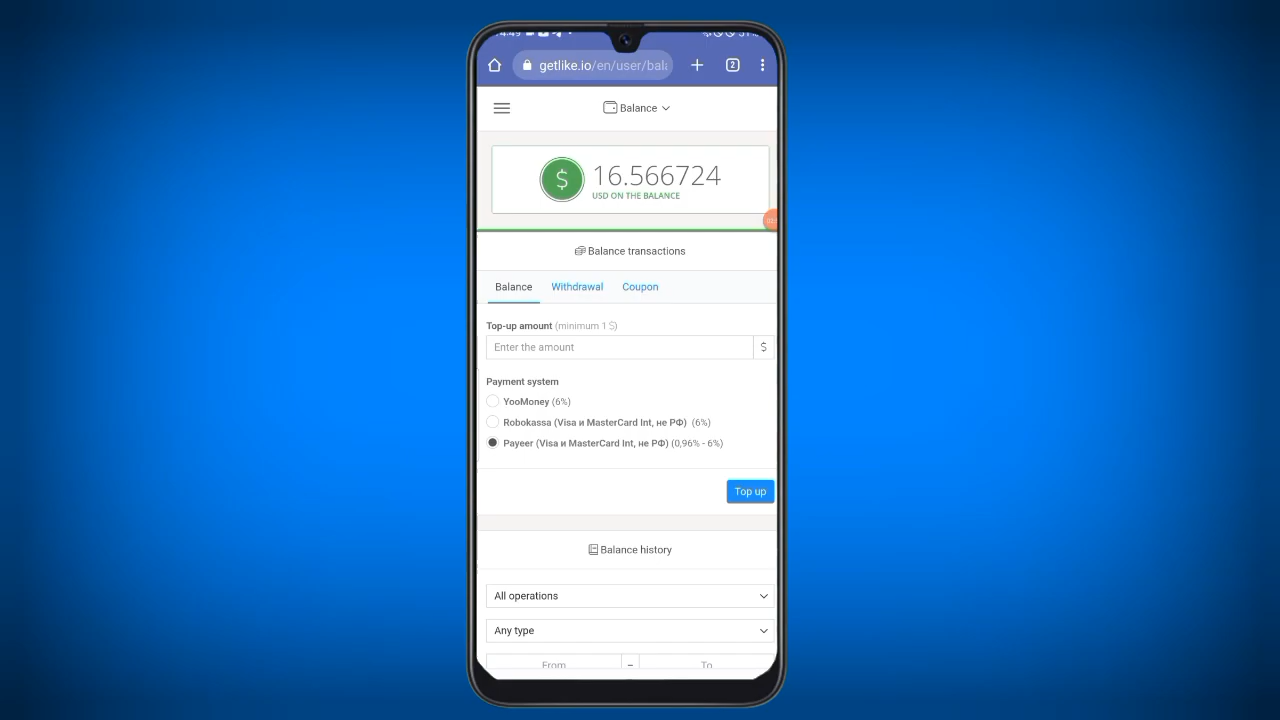 getlike.io/en/user/bala
2
Balance
$ 16.566724
USD ON THE BALANCE
Balance transactions
Balance Withdrawal Coupon
Top-up amount (minimum 1 $)
Enter the amount $
Payment system
YooMoney (6%)
Robokassa (Visa и MasterCard Int, не РФ) (6%)
Payeer (Visa и MasterCard Int, не РФ) (0,96% - 6%)
Top up
Balance history
All operations
Any type
From – To